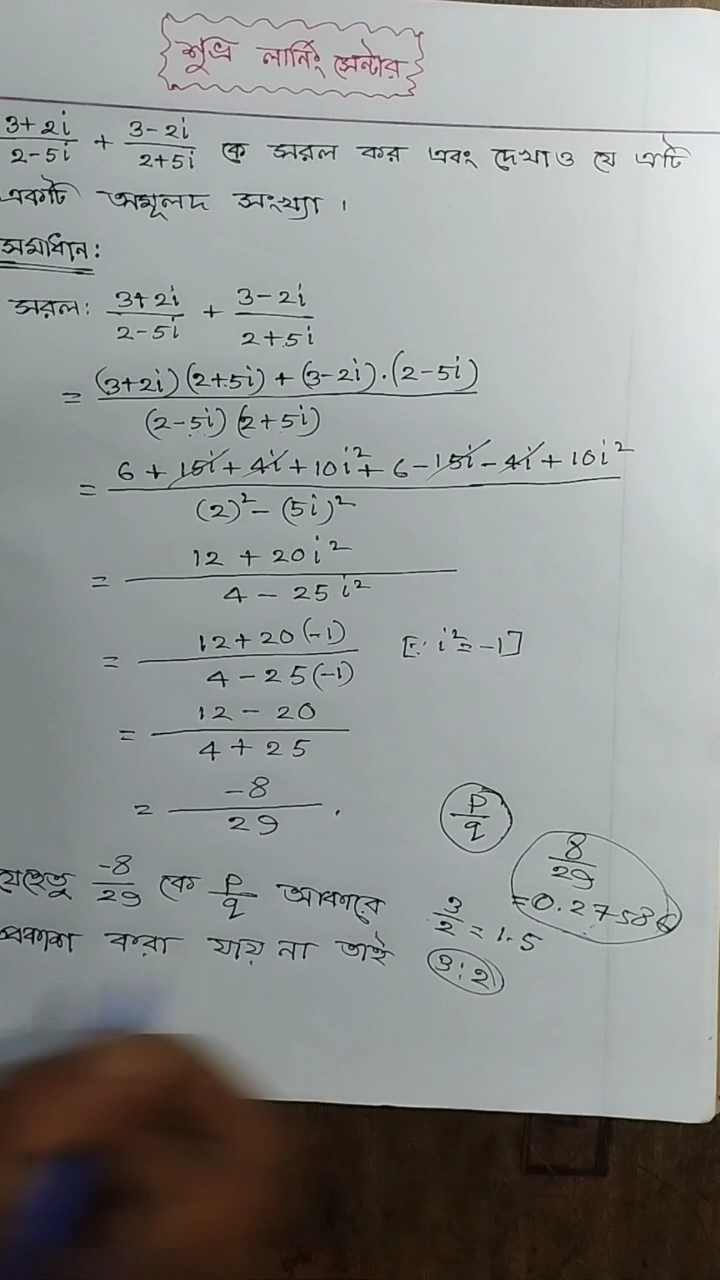 শুভ্র লার্নিং সেন্টার
3+2i/2-5i + 3-2i/2+5i কে সরল কর এবং দেখাও যে এটি
একটি অমূলদ সংখ্যা ।
সমাধান:
সরল: 3+2i/2-5i + 3-2i/2+5i
= (3+2i)(2+5i) + (3-2i).(2-5i) / (2-5i)(2+5i)
= 6 + 15i + 4i + 10i² + 6 - 15i - 4i + 10i² / (2)² - (5i)²
= 12 + 20i² / 4 - 25i²
= 12+20(-1) / 4-25(-1) [∵ i² = -1]
= 12 - 20 / 4 + 25
= -8 / 29 .
p/q
8/29
= 0.27586
যেহেতু -8/29 কে p/q আকারে
3/2 = 1.5
প্রকাশ করা যায় না তাই
3:2